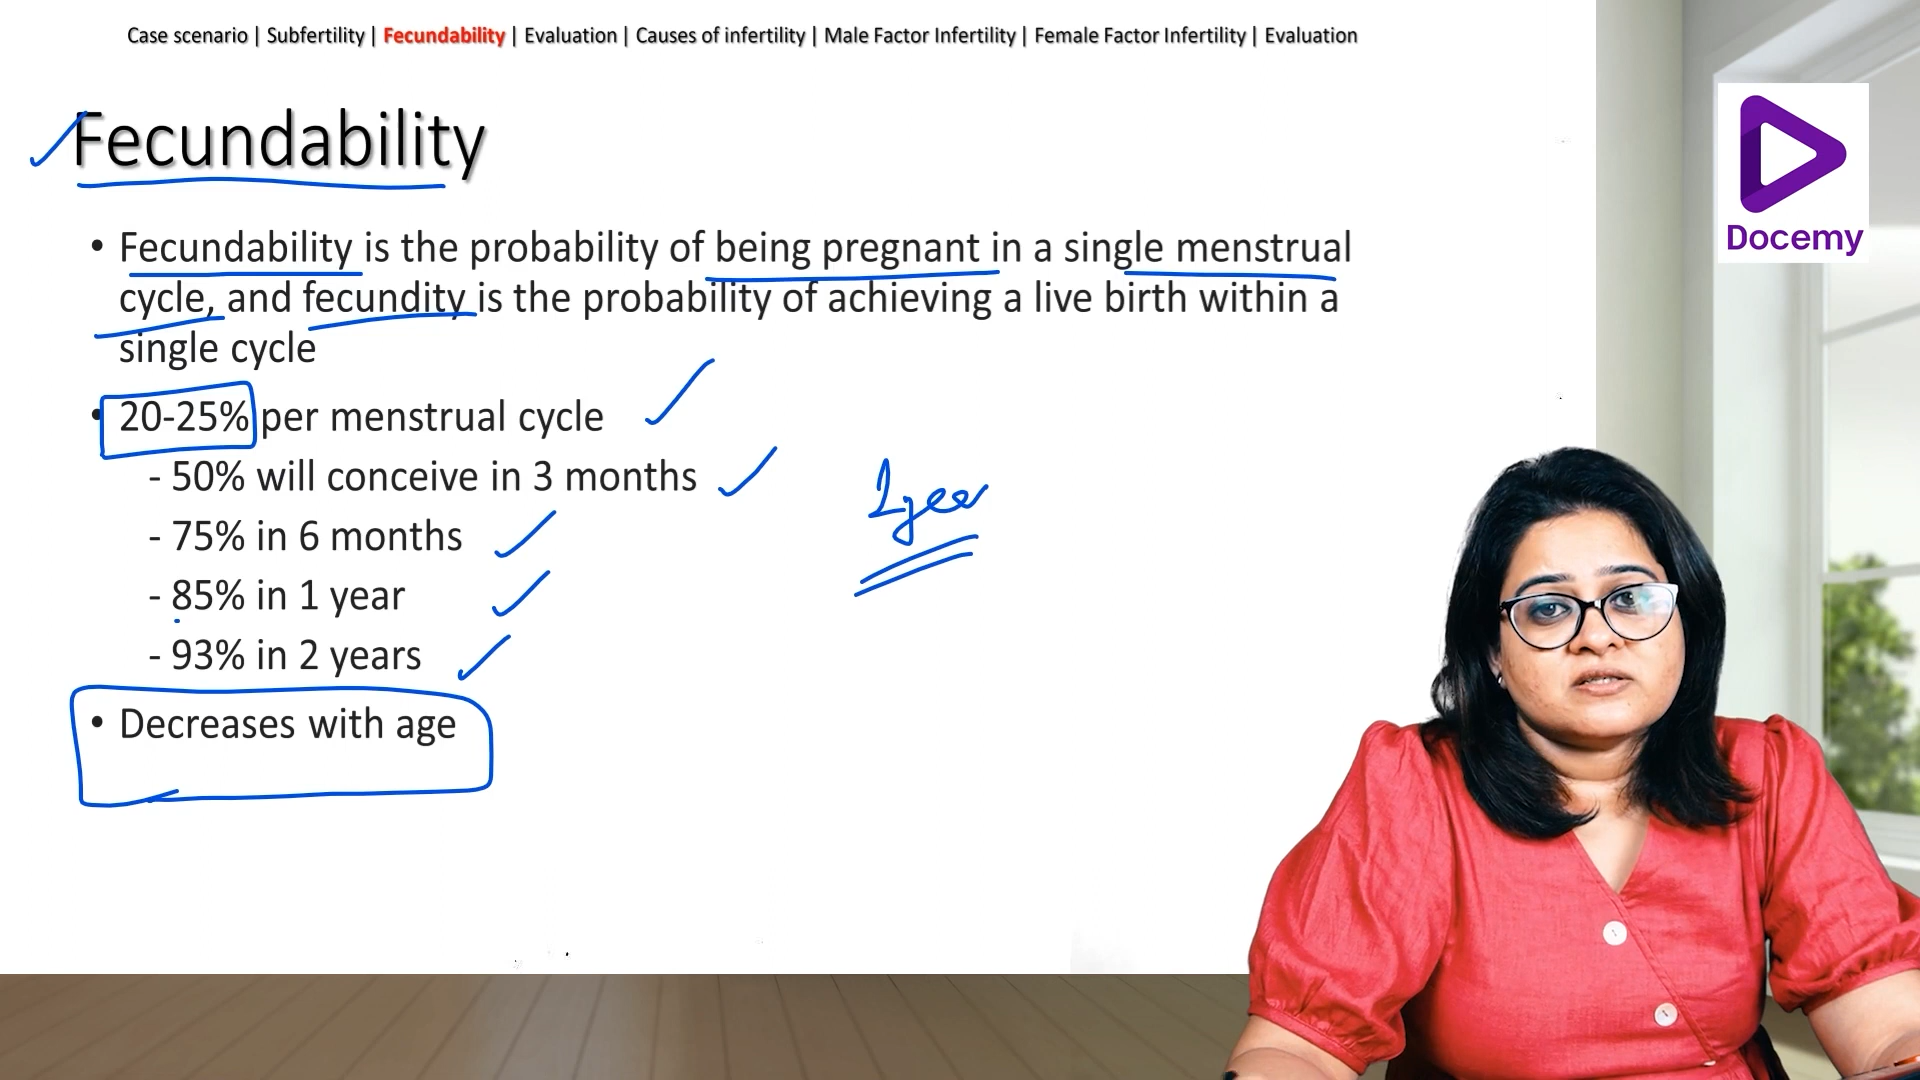 Case scenario | Subfertility | Fecundability | Evaluation | Causes of infertility | Male Factor Infertility | Female Factor Infertility | Evaluation
Fecundability
Docemy
• Fecundability is the probability of being pregnant in a single menstrual
cycle, and fecundity is the probability of achieving a live birth within a
single cycle
• 20-25% per menstrual cycle
- 50% will conceive in 3 months
1 year
- 75% in 6 months
- 85% in 1 year
- 93% in 2 years
• Decreases with age